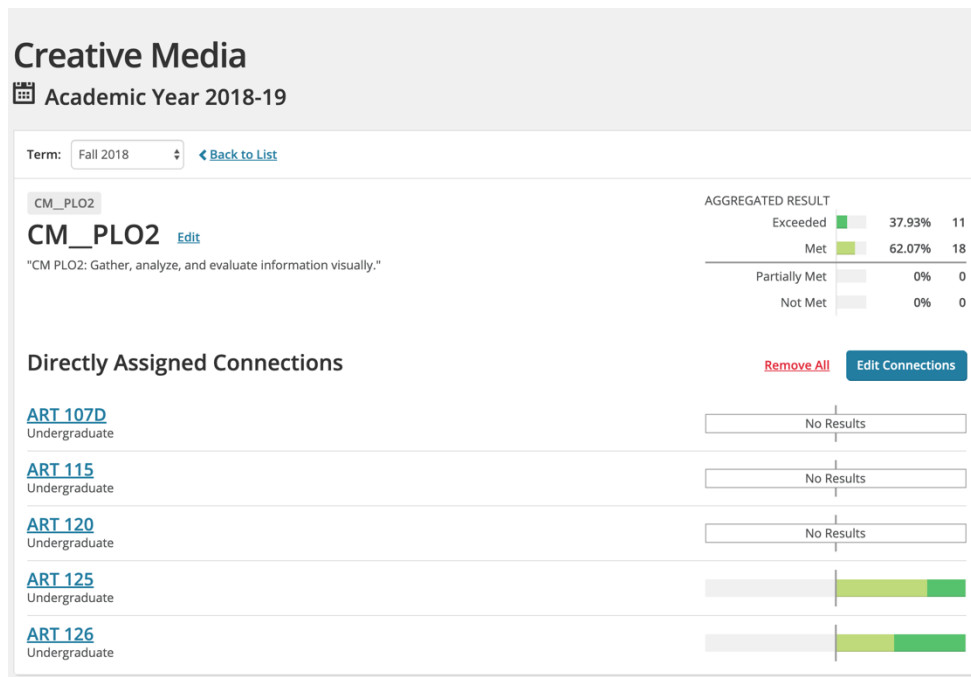 Creative Media
Academic Year 2018-19
Term: Fall 2018 Back to List
CM__PLO2
CM__PLO2 Edit
"CM PLO2: Gather, analyze, and evaluate information visually."
AGGREGATED RESULT
Exceeded 37.93% 11
Met 62.07% 18
Partially Met 0% 0
Not Met 0% 0
Directly Assigned Connections Remove All Edit Connections
ART 107D
Undergraduate
No Results
ART 115
Undergraduate
No Results
ART 120
Undergraduate
No Results
ART 125
Undergraduate
ART 126
Undergraduate